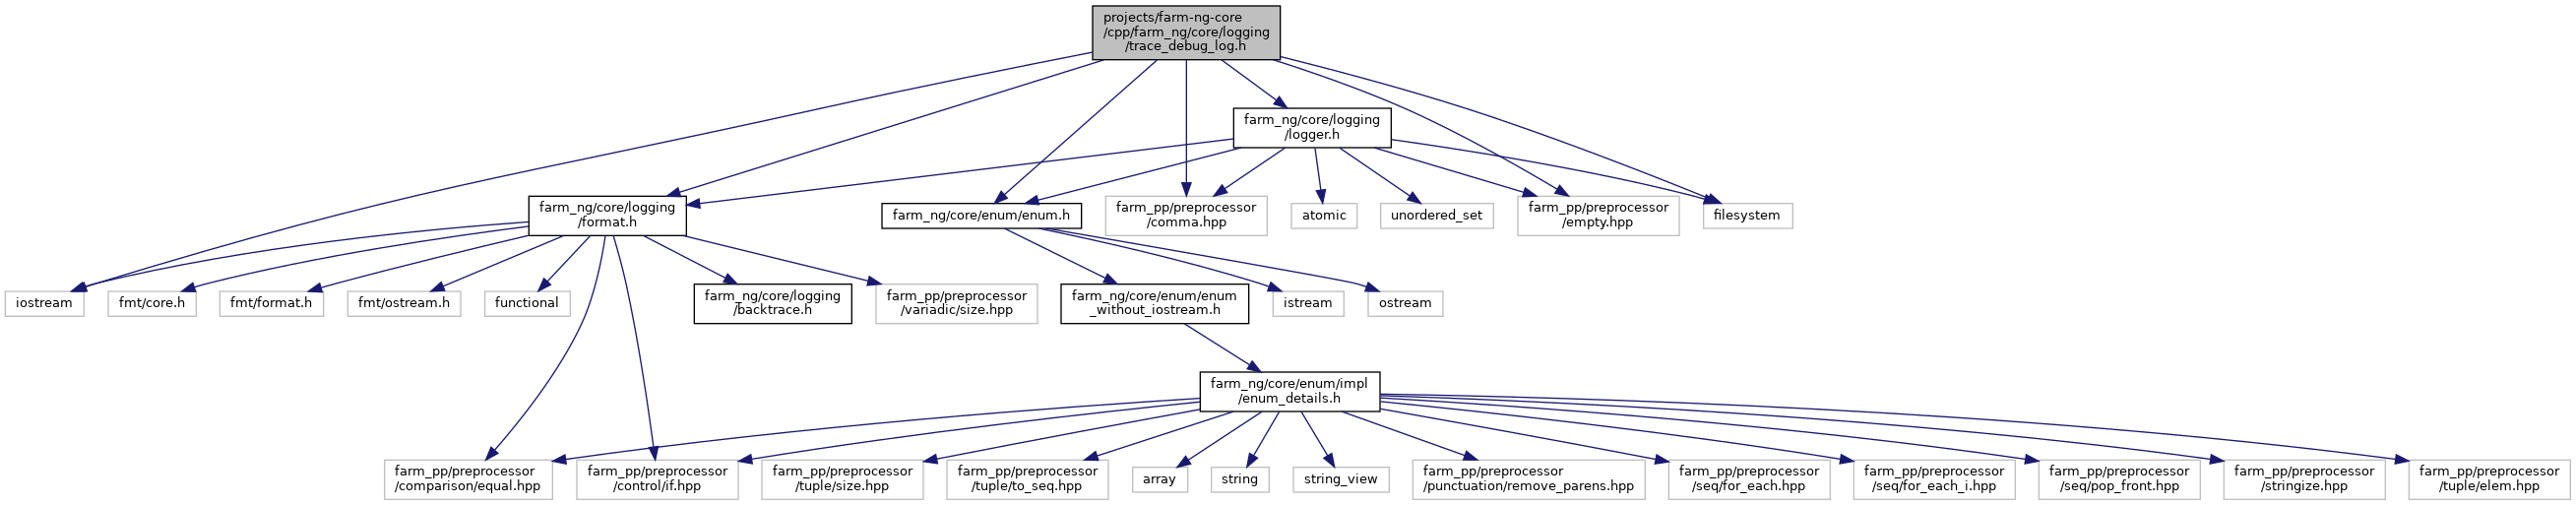 projects/farm-ng-core
/cpp/farm_ng/core/logging
/trace_debug_log.h
farm_ng/core/logging
/logger.h
farm_ng/core/logging
/format.h
farm_ng/core/enum/enum.h
farm_pp/preprocessor
/comma.hpp
atomic
unordered_set
farm_pp/preprocessor
/empty.hpp
filesystem
iostream
fmt/core.h
fmt/format.h
fmt/ostream.h
functional
farm_ng/core/logging
/backtrace.h
farm_pp/preprocessor
/variadic/size.hpp
farm_ng/core/enum/enum
_without_iostream.h
istream
ostream
farm_ng/core/enum/impl
/enum_details.h
farm_pp/preprocessor
/comparison/equal.hpp
farm_pp/preprocessor
/control/if.hpp
farm_pp/preprocessor
/tuple/size.hpp
farm_pp/preprocessor
/tuple/to_seq.hpp
array
string
string_view
farm_pp/preprocessor
/punctuation/remove_parens.hpp
farm_pp/preprocessor
/seq/for_each.hpp
farm_pp/preprocessor
/seq/for_each_i.hpp
farm_pp/preprocessor
/seq/pop_front.hpp
farm_pp/preprocessor
/stringize.hpp
farm_pp/preprocessor
/tuple/elem.hpp